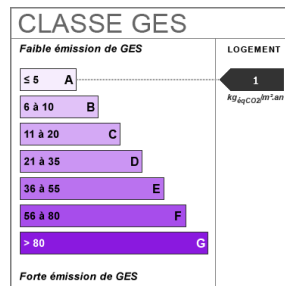 CLASSE GES
Faible émission de GES
LOGEMENT
≤ 5 A
1
kgéqCO2/m².an
6 à 10 B
11 à 20 C
21 à 35 D
36 à 55 E
56 à 80 F
> 80 G
Forte émission de GES